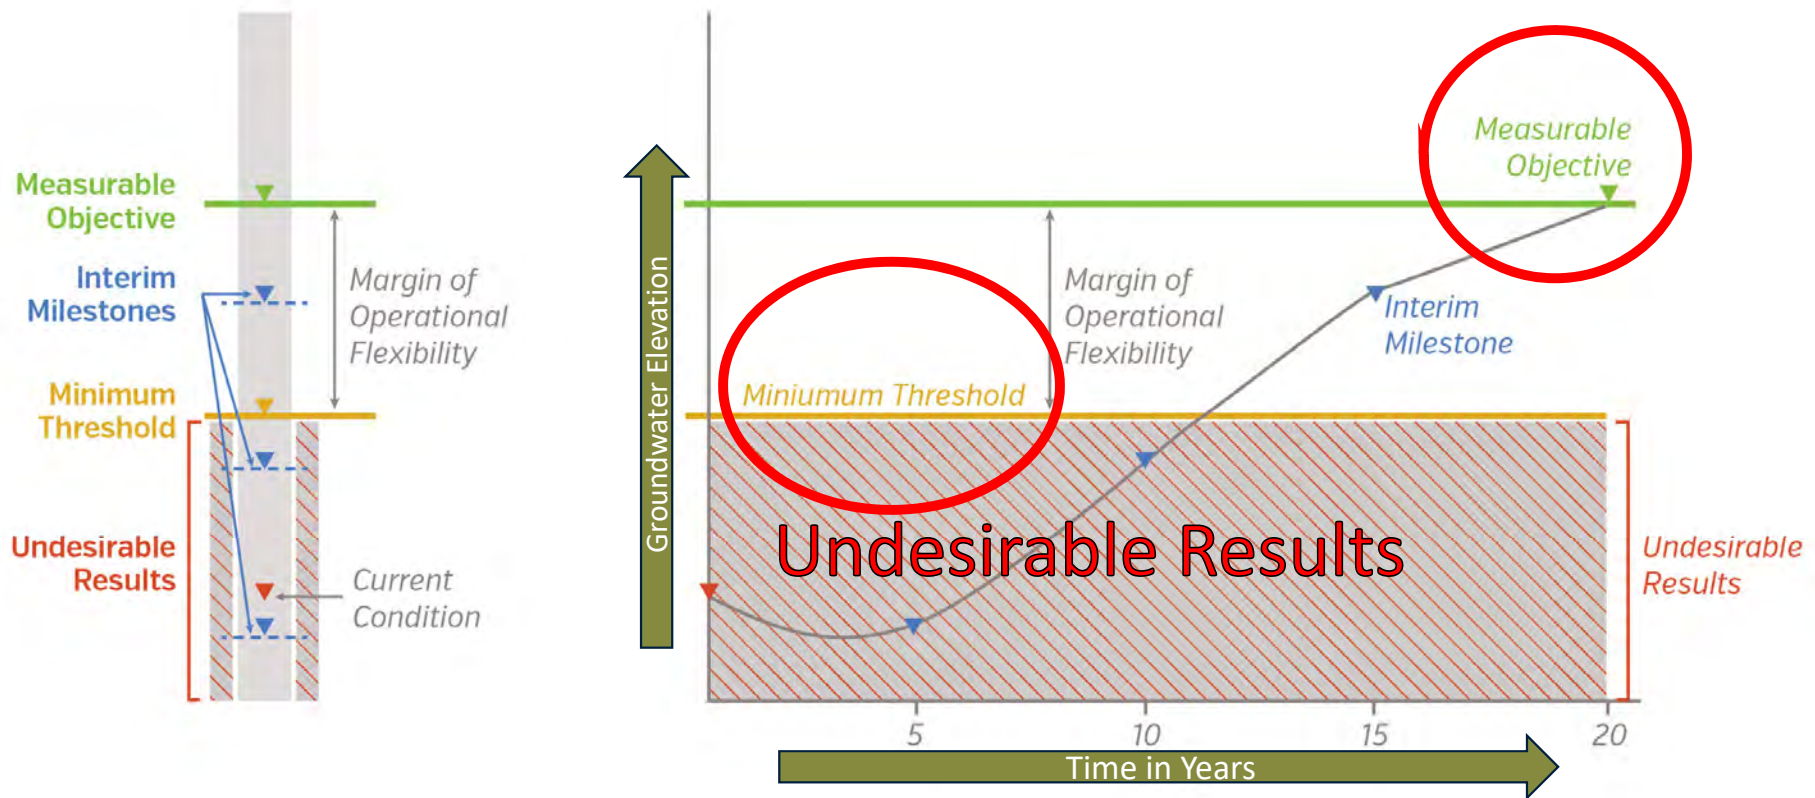 Measurable
Objective
Interim
Milestones
Minimum
Threshold
Undesirable
Results
Margin of
Operational
Flexibility
Current
Condition
Groundwater Elevation
Measurable
Objective
Margin of
Operational
Flexibility
Interim
Milestone
Miniumum Threshold
Undesirable Results
Undesirable
Results
5 10 15 20
Time in Years